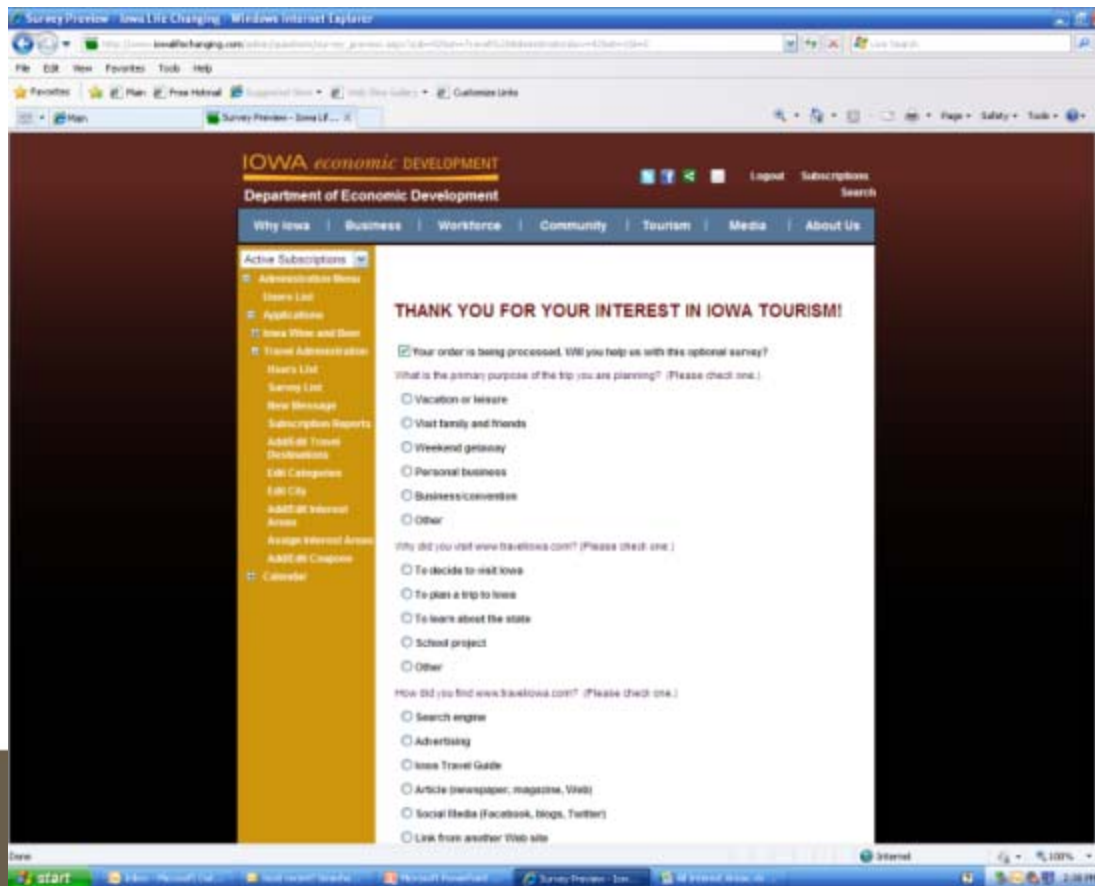 Survey Preview - Iowa Life Changing - Windows Internet Explorer
File Edit View Favorites Tools Help
Favorites Main Free Hotmail Customize Links
Main Survey Preview - Iowa Lif... X
Page Safety Tools
IOWA economic DEVELOPMENT
Department of Economic Development
Logout Subscriptions
Search
Why Iowa | Business | Workforce | Community | Tourism | Media | About Us
Active Subscriptions
Administration Menu
Users List
Applications
Iowa Wine and Beer
Travel Administration
Hours List
Survey List
New Message
Subscription Reports
Add/Edit Travel
Destinations
Edit Categories
Edit City
Add/Edit Interest
Areas
Assign Interest Areas
Add/Edit Coupons
Calendar
THANK YOU FOR YOUR INTEREST IN IOWA TOURISM!
Your order is being processed. Will you help us with this optional survey?
What is the primary purpose of the trip you are planning? (Please check one.)
Vacation or leisure
Visit family and friends
Weekend getaway
Personal business
Business/convention
Other
Why did you visit www.traveliowa.com? (Please check one.)
To decide to visit Iowa
To plan a trip to Iowa
To learn about the state
School project
Other
How did you find www.traveliowa.com? (Please check one.)
Search engine
Advertising
Iowa Travel Guide
Article (newspaper, magazine, Web)
Social Media (Facebook, blogs, Twitter)
Link from another Web site
Done Internet 100%
start Survey Preview - Iow...